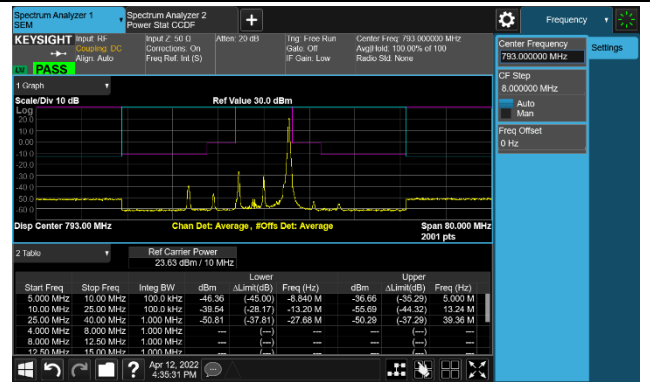 Spectrum Analyzer 1
SEM
Spectrum Analyzer 2
Power Stat CCDF
Frequency
KEYSIGHT
Input: RF
Coupling: DC
Align: Auto
Input Z: 50 Ω
Corrections: On
Freq Ref: Int (S)
Atten: 20 dB
Trig: Free Run
Gate: Off
IF Gain: Low
Center Freq: 793.000000 MHz
Avg|Hold: 100.00% of 100
Radio Std: None
PASS
Center Frequency
793.000000 MHz
Settings
CF Step
8.000000 MHz
Auto
Man
Freq Offset
0 Hz
1 Graph
Scale/Div 10 dB
Ref Value 30.0 dBm
Log
20.0
10.0
0.00
-10.0
-20.0
-30.0
-40.0
-50.0
-60.0
Disp Center 793.00 MHz
Chan Det: Average , #Offs Det: Average
Span 80.000 MHz
2001 pts
2 Table
Ref Carrier Power
23.63 dBm / 10 MHz
Lower Upper
Start Freq Stop Freq Integ BW dBm ΔLimit(dB) Freq (Hz) dBm ΔLimit(dB) Freq (Hz)
5.000 MHz 10.00 MHz 100.0 kHz -46.36 (-45.00) -8.840 M -36.66 (-35.29) 5.000 M
10.00 MHz 25.00 MHz 100.0 kHz -39.54 (-28.17) -13.20 M -55.69 (-44.32) 13.24 M
25.00 MHz 40.00 MHz 1.000 MHz -50.81 (-37.81) -27.68 M -50.29 (-37.29) 39.36 M
4.000 MHz 8.000 MHz 1.000 MHz --- (---) --- --- (---) ---
8.000 MHz 12.50 MHz 1.000 MHz --- (---) --- --- (---) ---
12.50 MHz 15.00 MHz 1.000 MHz --- (---) --- --- (---) ---
Apr 12, 2022
4:35:31 PM